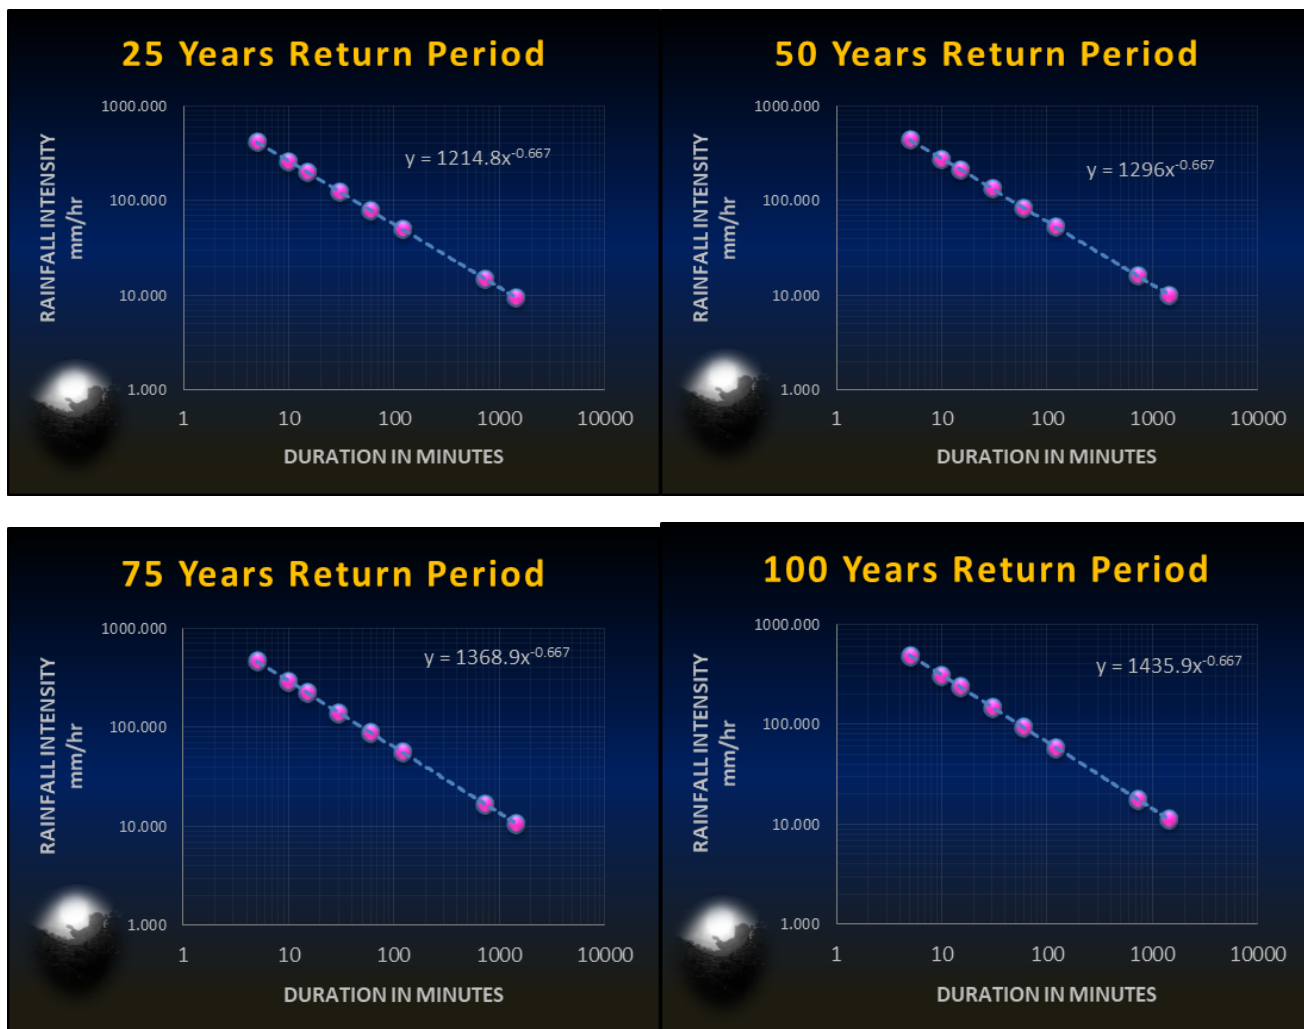 25 Years Return Period
RAINFALL INTENSITY
mm/hr
1000.000
100.000
10.000
1.000
y = 1214.8x^-0.667
1 10 100 1000 10000
DURATION IN MINUTES
50 Years Return Period
RAINFALL INTENSITY
mm/hr
1000.000
100.000
10.000
1.000
y = 1296x^-0.667
1 10 100 1000 10000
DURATION IN MINUTES
75 Years Return Period
RAINFALL INTENSITY
mm/hr
1000.000
100.000
10.000
1.000
y = 1368.9x^-0.667
1 10 100 1000 10000
DURATION IN MINUTES
100 Years Return Period
RAINFALL INTENSITY
mm/hr
1000.000
100.000
10.000
1.000
y = 1435.9x^-0.667
1 10 100 1000 10000
DURATION IN MINUTES